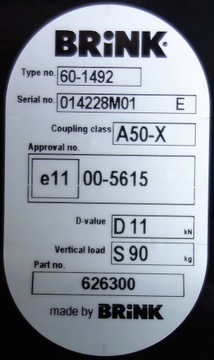 BRiNK
Type no. 60-1492
Serial no. 014228M01 E
Coupling class A50-X
Approval no.
e11 00-5615
D-value D 11 kN
Vertical load S 90 kg
Part no.
626300
made by BRiNK